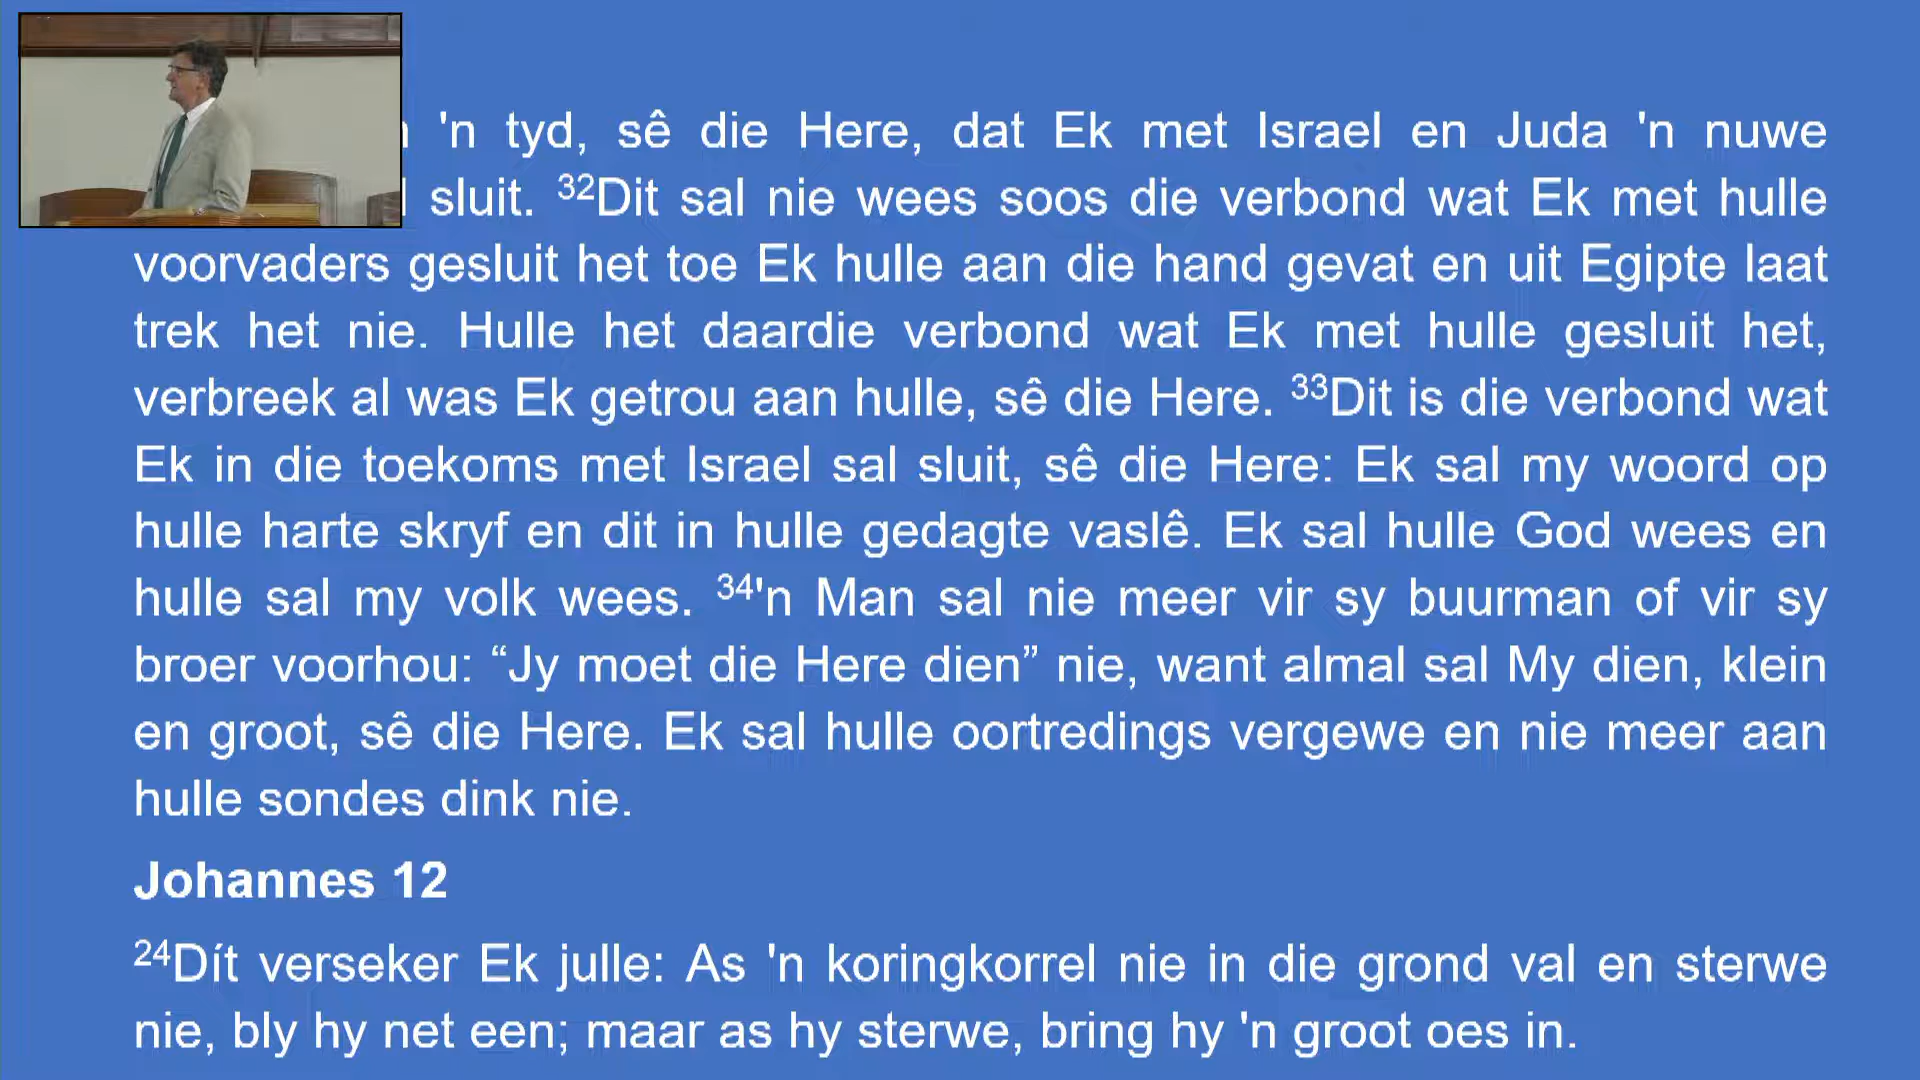 'n tyd, sê die Here, dat Ek met Israel en Juda 'n nuwe
sluit. ³²Dit sal nie wees soos die verbond wat Ek met hulle
voorvaders gesluit het toe Ek hulle aan die hand gevat en uit Egipte laat
trek het nie. Hulle het daardie verbond wat Ek met hulle gesluit het,
verbreek al was Ek getrou aan hulle, sê die Here. ³³Dit is die verbond wat
Ek in die toekoms met Israel sal sluit, sê die Here: Ek sal my woord op
hulle harte skryf en dit in hulle gedagte vaslê. Ek sal hulle God wees en
hulle sal my volk wees. ³⁴'n Man sal nie meer vir sy buurman of vir sy
broer voorhou: “Jy moet die Here dien” nie, want almal sal My dien, klein
en groot, sê die Here. Ek sal hulle oortredings vergewe en nie meer aan
hulle sondes dink nie.
Johannes 12
²⁴Dít verseker Ek julle: As 'n koringkorrel nie in die grond val en sterwe
nie, bly hy net een; maar as hy sterwe, bring hy 'n groot oes in.